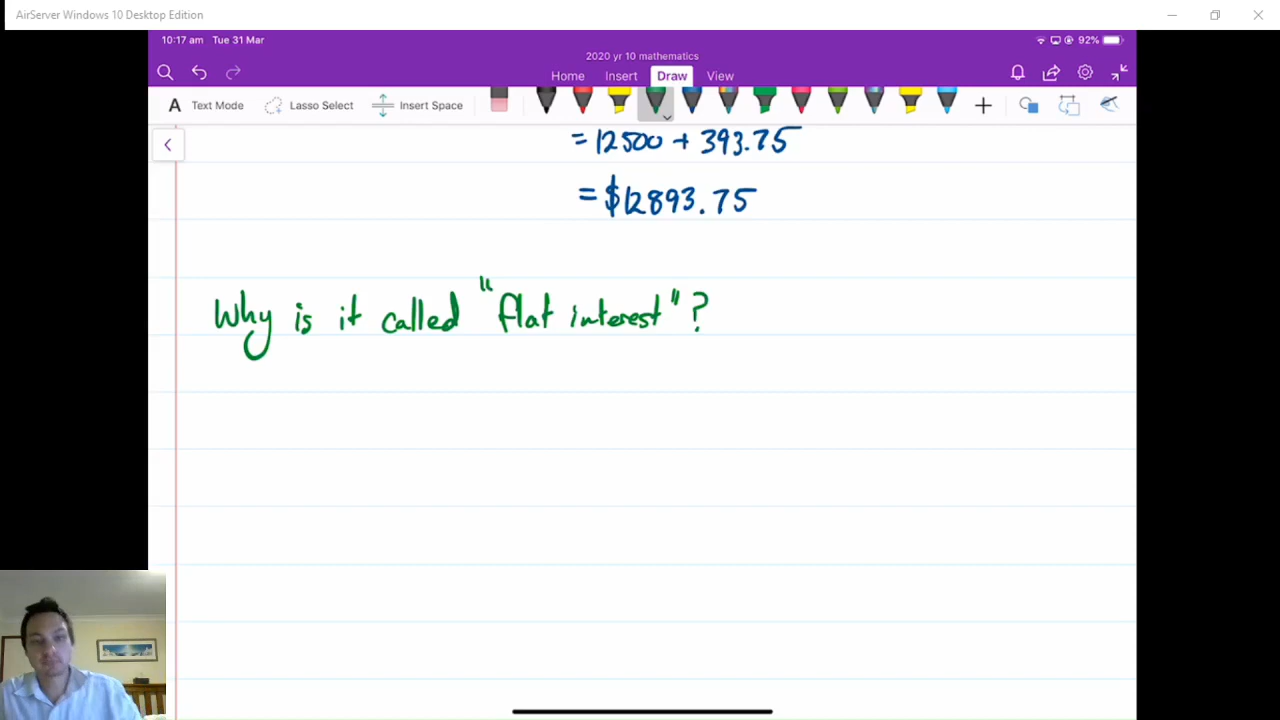 AirServer Windows 10 Desktop Edition
10:17 am Tue 31 Mar
92%
2020 yr 10 mathematics
Home Insert Draw View
A Text Mode Lasso Select Insert Space
= 12500 + 393.75
= $12893.75
Why is it called "flat interest"?